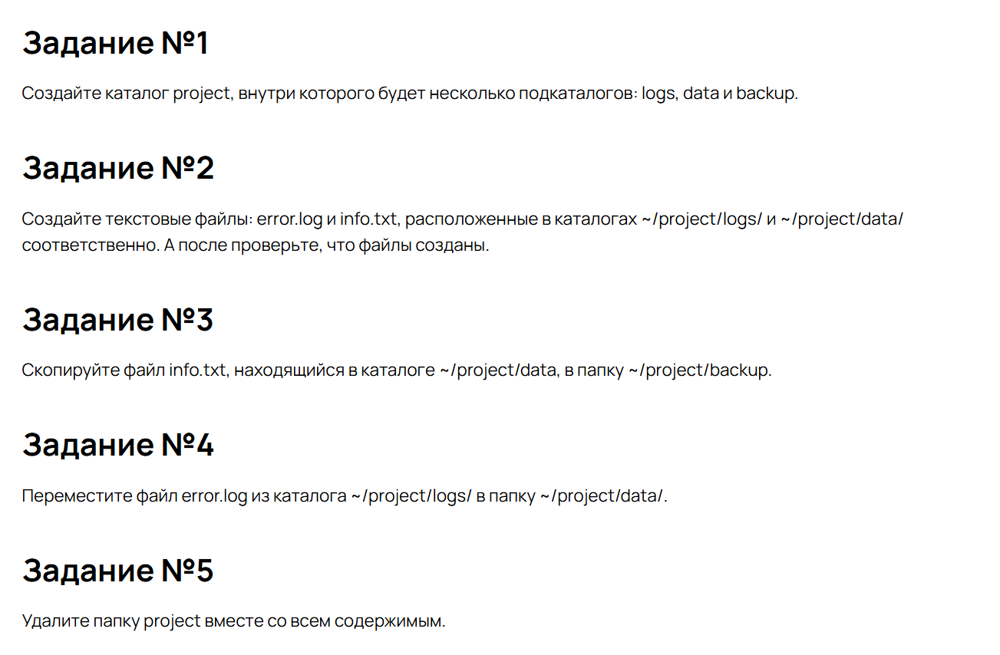 Задание №1
Создайте каталог project, внутри которого будет несколько подкаталогов: logs, data и backup.
Задание №2
Создайте текстовые файлы: error.log и info.txt, расположенные в каталогах ~/project/logs/ и ~/project/data/
соответственно. А после проверьте, что файлы созданы.
Задание №3
Скопируйте файл info.txt, находящийся в каталоге ~/project/data, в папку ~/project/backup.
Задание №4
Переместите файл error.log из каталога ~/project/logs/ в папку ~/project/data/.
Задание №5
Удалите папку project вместе со всем содержимым.